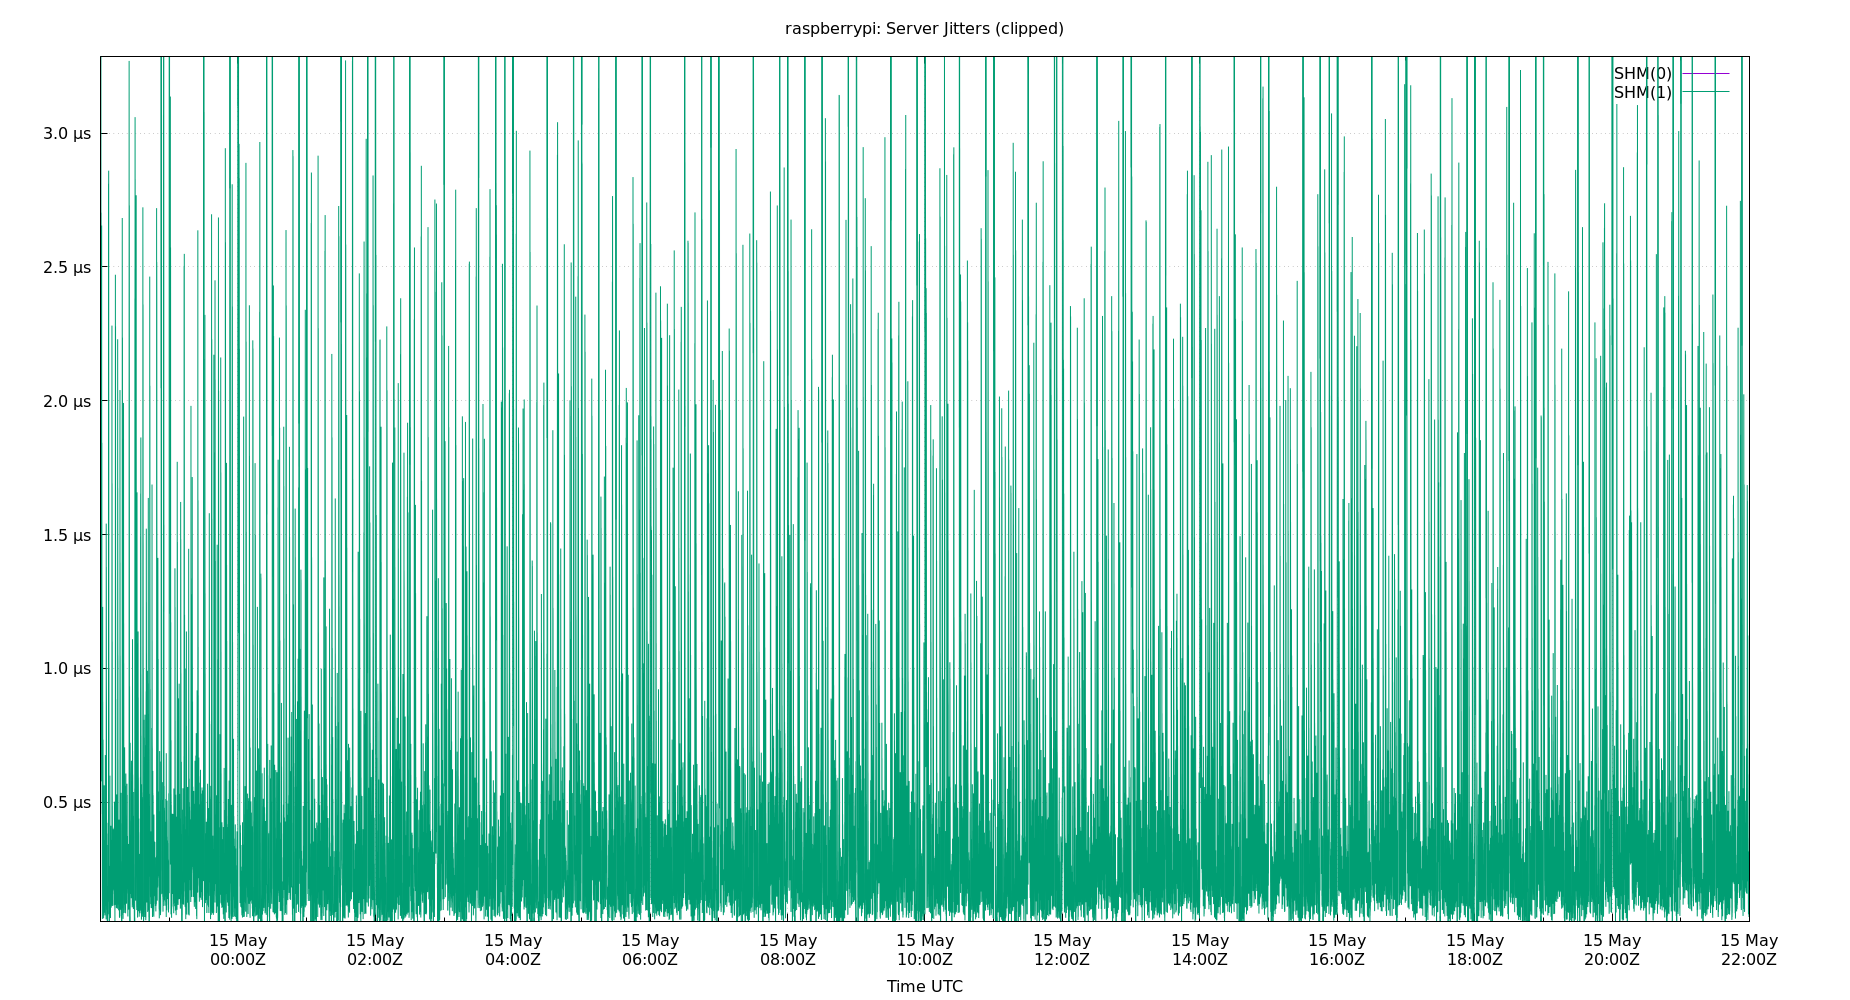 raspberrypi: Server Jitters (clipped)
SHM(0)
SHM(1)
3.0 µs
2.5 µs
2.0 µs
1.5 µs
1.0 µs
0.5 µs
15 May 15 May 15 May 15 May 15 May 15 May 15 May 15 May 15 May 15 May 15 May 15 May
00:00Z 02:00Z 04:00Z 06:00Z 08:00Z 10:00Z 12:00Z 14:00Z 16:00Z 18:00Z 20:00Z 22:00Z
Time UTC